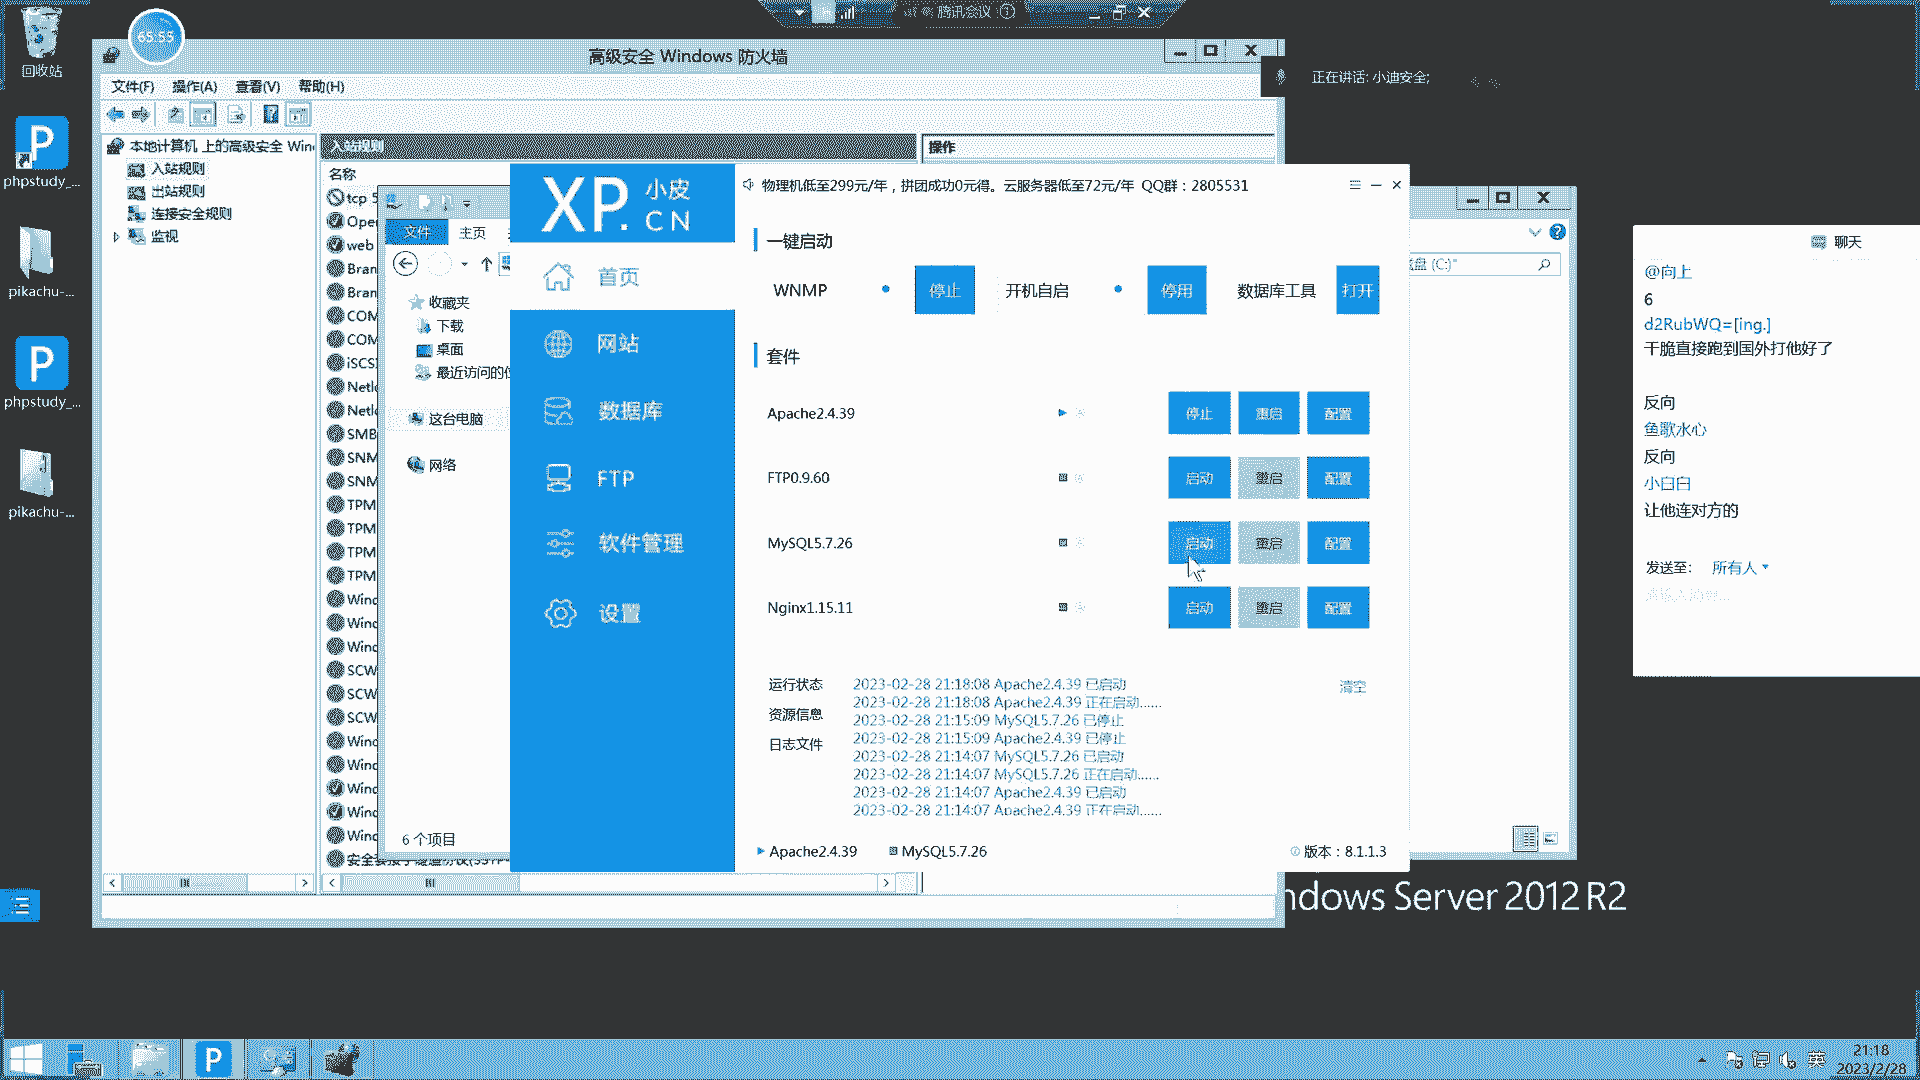 回收站
phpstudy_...
pikachu-...
phpstudy_...
pikachu-...
65:55
腾讯会议
正在讲话: 小迪安全;
高级安全 Windows 防火墙
文件(F) 操作(A) 查看(V) 帮助(H)
本地计算机 上的高级安全 Win
入站规则
出站规则
连接安全规则
监视
入站规则
名称
操作
tcp 5
Ope
web
Bran
Bran
COM
COM
iSCSI
Netlo
Netlo
SMB
SNM
SNM
TPM
TPM
TPM
TPM
Wind
Wind
Wind
SCW
SCW
SCW
Wind
Wind
Wind
Wind
Wind
文件 主页
收藏夹
下载
桌面
最近访问的位
这台电脑
网络
6 个项目
盘 (C:)"
XP.CN 小皮
物理机低至299元/年，拼团成功0元得。云服务器低至72元/年 QQ群：2805531
首页
网站
数据库
FTP
软件管理
设置
一键启动
WNMP 停止 开机自启 停用 数据库工具 打开
套件
Apache2.4.39 停止 重启 配置
FTP0.9.60 启动 重启 配置
MySQL5.7.26 启动 重启 配置
Nginx1.15.11 启动 重启 配置
运行状态
资源信息
日志文件
2023-02-28 21:18:08 Apache2.4.39 已启动
2023-02-28 21:18:08 Apache2.4.39 正在启动......
2023-02-28 21:15:09 MySQL5.7.26 已停止
2023-02-28 21:15:09 Apache2.4.39 已停止
2023-02-28 21:14:07 MySQL5.7.26 已启动
2023-02-28 21:14:07 MySQL5.7.26 正在启动......
2023-02-28 21:14:07 Apache2.4.39 已启动
2023-02-28 21:14:07 Apache2.4.39 正在启动......
清空
Apache2.4.39 MySQL5.7.26 版本：8.1.1.3
聊天
@向上
6
d2RubWQ=[ing.]
干脆直接跑到国外打他好了
反向
鱼歌水心
反向
小白白
让他连对方的
发送至： 所有人
ndows Server 2012 R2
英
21:18
2023/2/28